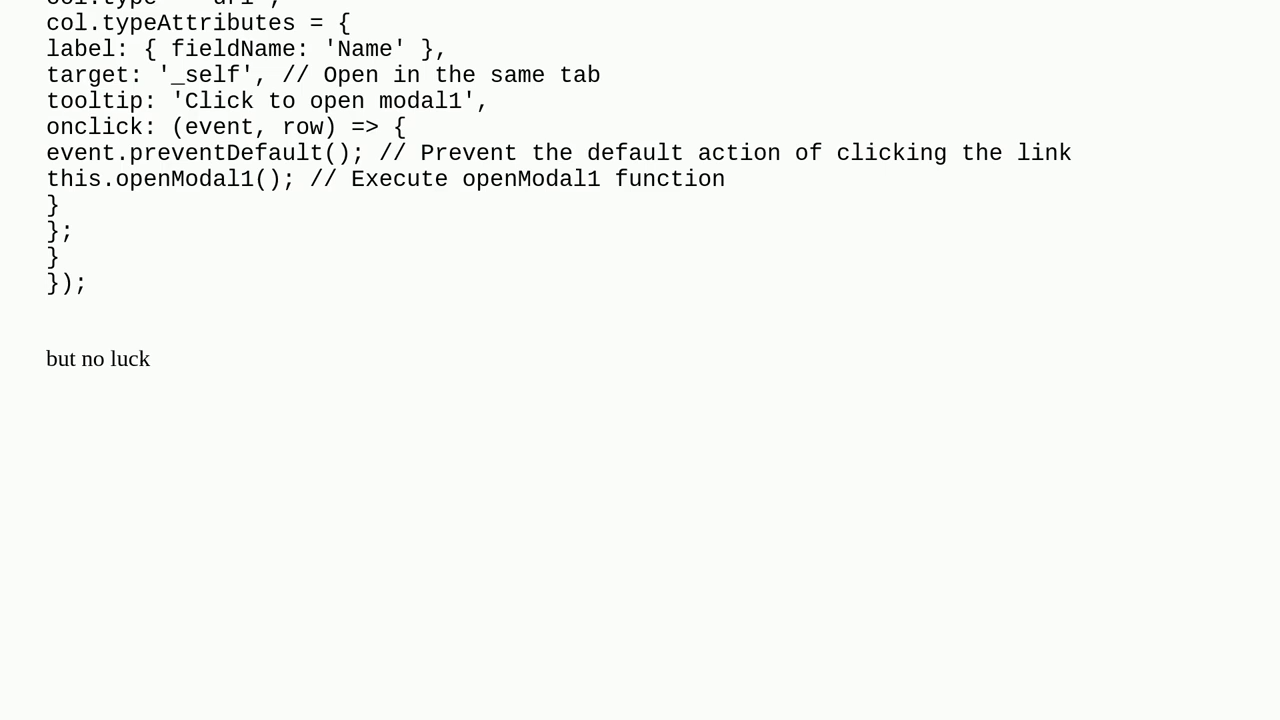 col.typeAttributes = {
label: { fieldName: 'Name' },
target: '_self', // Open in the same tab
tooltip: 'Click to open modal1',
onclick: (event, row) => {
event.preventDefault(); // Prevent the default action of clicking the link
this.openModal1(); // Execute openModal1 function
}
};
}
});
but no luck